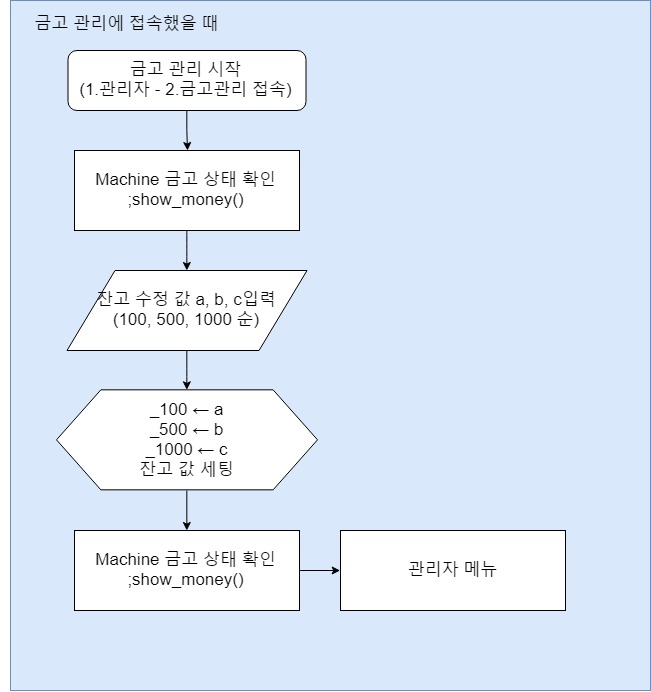 금고 관리에 접속했을 때
금고 관리 시작
(1.관리자 - 2.금고관리 접속)
Machine 금고 상태 확인
;show_money()
잔고 수정 값 a, b, c입력
(100, 500, 1000 순)
_100 ← a
_500 ← b
_1000 ← c
잔고 값 세팅
Machine 금고 상태 확인
;show_money()
관리자 메뉴